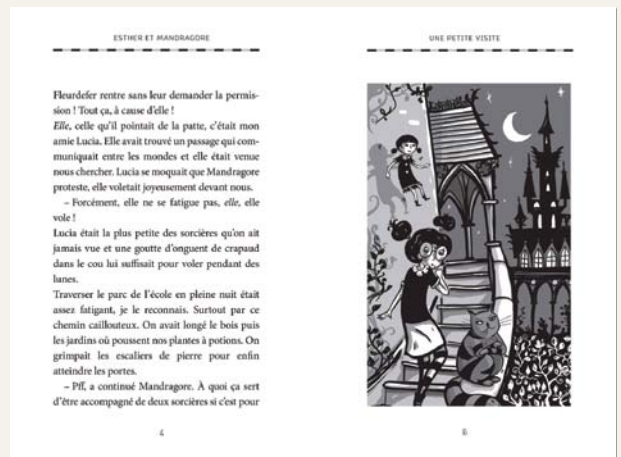 ESTHER ET MANDRAGORE
Fleurdefer rentre sans leur demander la permis-
sion ! Tout ça, à cause d'elle !
Elle, celle qu'il pointait de la patte, c'était mon
amie Lucia. Elle avait trouvé un passage qui com-
muniquait entre les mondes et elle était venue
nous chercher. Lucia se moquait que Mandragore
proteste, elle voletait joyeusement devant nous.
– Forcément, elle ne se fatigue pas, elle, elle
vole !
Lucia était la plus petite des sorcières qu'on ait
jamais vue et une goutte d'onguent de crapaud
dans le cou lui suffisait pour voler pendant des
lunes.
Traverser le parc de l'école en pleine nuit était
assez fatigant, je le reconnais. Surtout par ce
chemin caillouteux. On avait longé le bois puis
les jardins où poussent nos plantes à potions. On
grimpait les escaliers de pierre pour enfin
atteindre les portes.
– Pff, a continué Mandragore. À quoi ça sert
d'être accompagné de deux sorcières si c'est pour
4
UNE PETITE VISITE